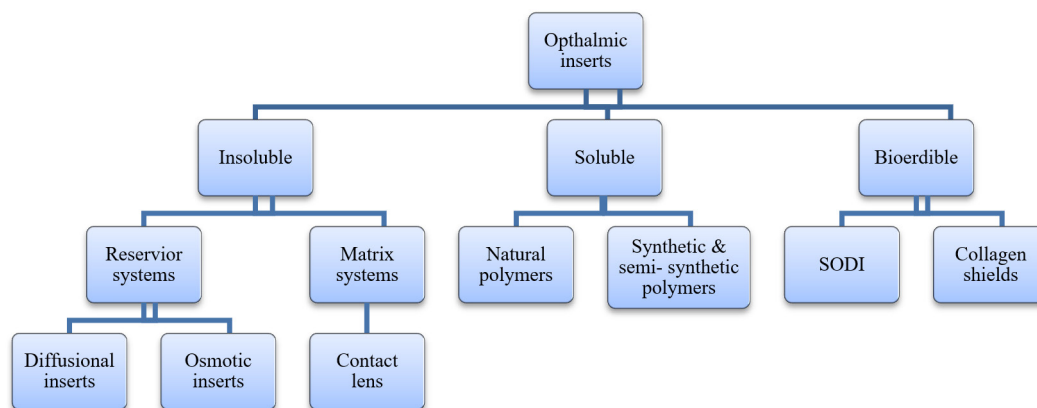 Opthalmic
inserts
Insoluble
Soluble
Bioerdible
Reservior
systems
Matrix
systems
Natural
polymers
Synthetic &
semi- synthetic
polymers
SODI
Collagen
shields
Diffusional
inserts
Osmotic
inserts
Contact
lens